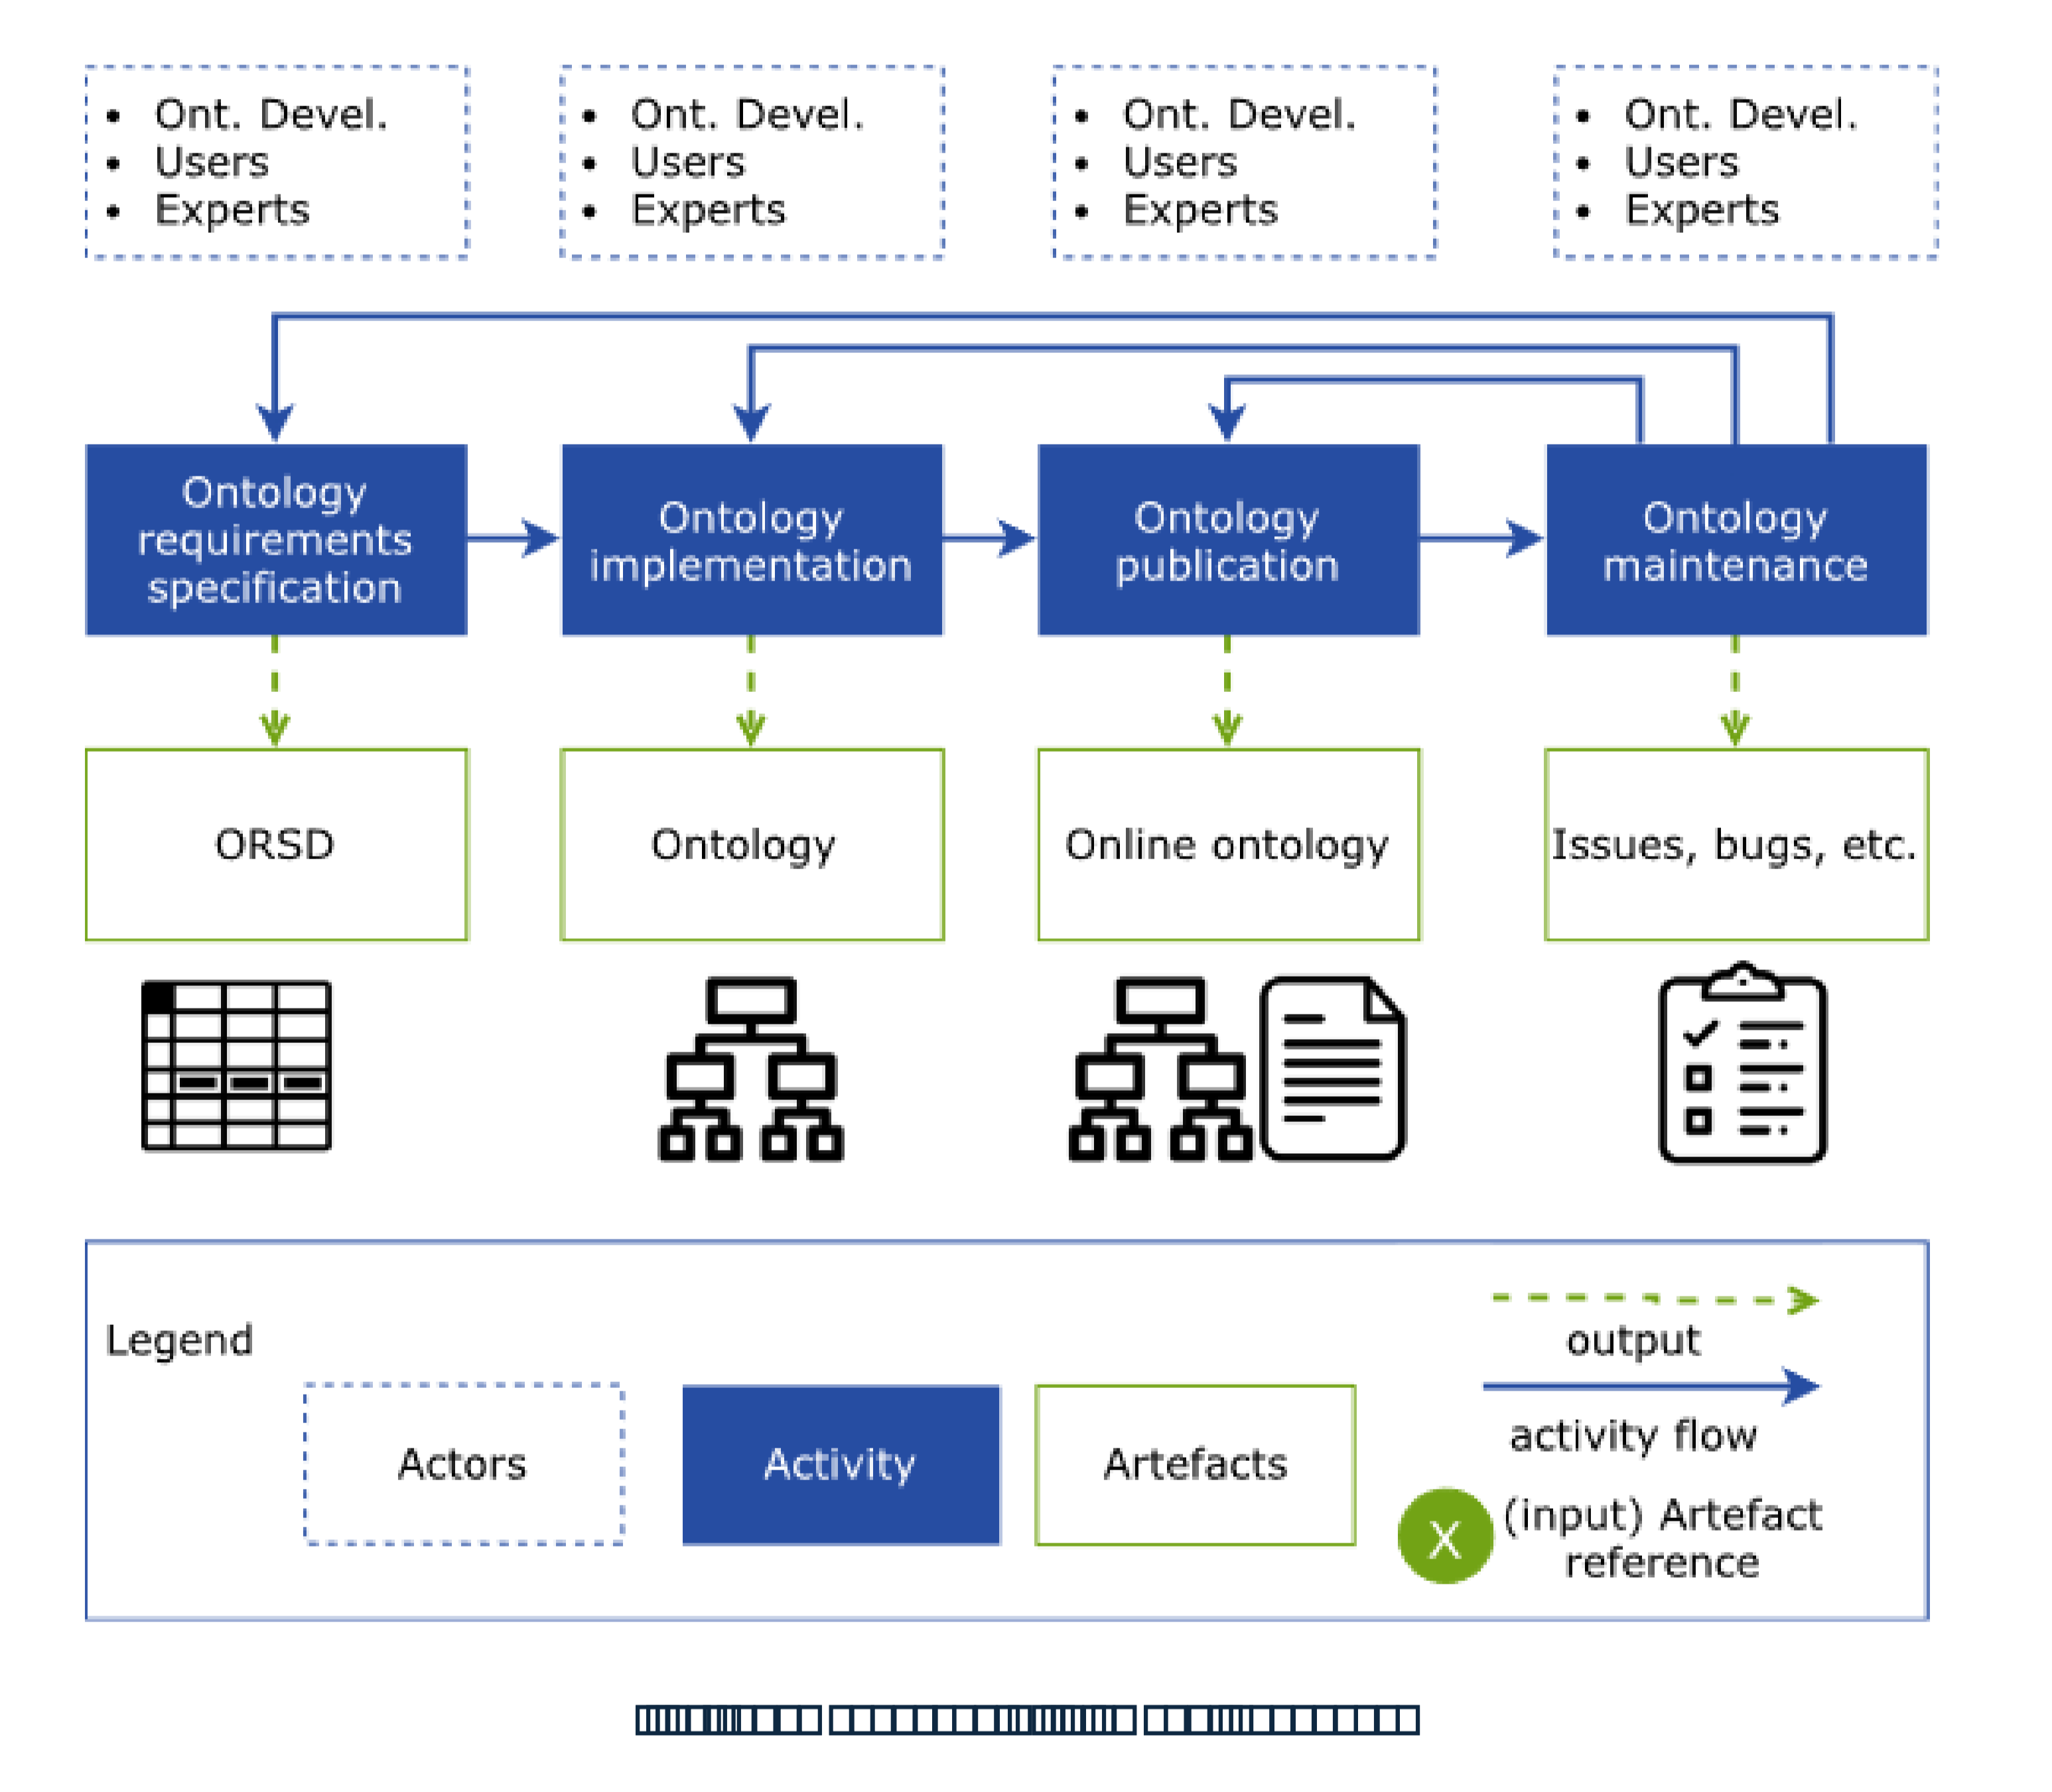 • Ont. Devel.
• Users
• Experts
• Ont. Devel.
• Users
• Experts
• Ont. Devel.
• Users
• Experts
• Ont. Devel.
• Users
• Experts
Ontology
requirements
specification
Ontology
implementation
Ontology
publication
Ontology
maintenance
ORSD
Ontology
Online ontology
Issues, bugs, etc.
Legend
Actors
Activity
Artefacts
output
activity flow
X
(input) Artefact
reference